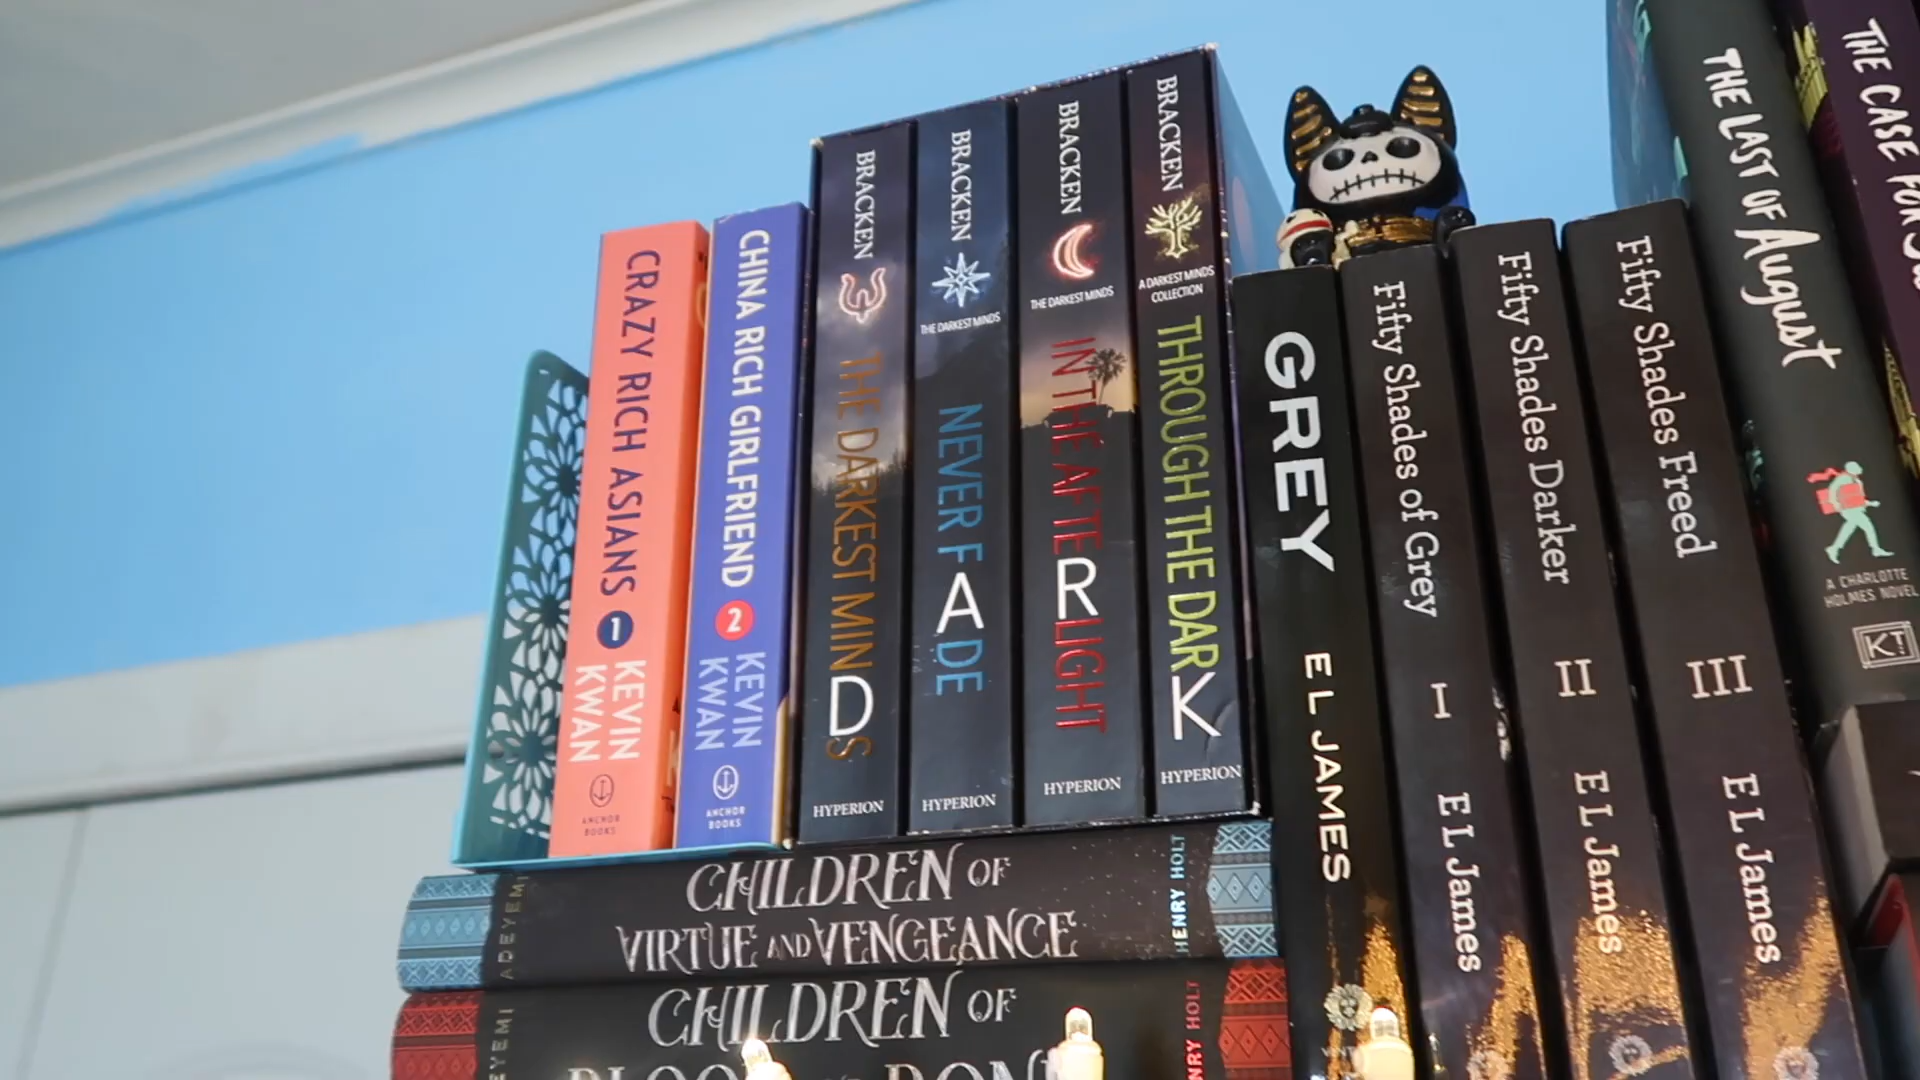 CRAZY RICH ASIANS
1
KEVIN
KWAN
ANCHOR
BOOKS
CHINA RICH GIRLFRIEND
2
KEVIN
KWAN
ANCHOR
BOOKS
BRACKEN
THE DARKEST MINDS
HYPERION
BRACKEN
THE DARKEST MINDS
NEVER FADE
HYPERION
BRACKEN
THE DARKEST MINDS
IN THE AFTERLIGHT
HYPERION
BRACKEN
A DARKEST MINDS
COLLECTION
THROUGH THE DARK
HYPERION
GREY
E L JAMES
Fifty Shades of Grey
I
E L James
Fifty Shades Darker
II
E L James
Fifty Shades Freed
III
E L James
THE LAST OF August
A CHARLOTTE
HOLMES NOVEL
KT
THE CASE FOR
ADEYEMI
CHILDREN OF
VIRTUE AND VENGEANCE
HENRY HOLT
EYEMI
CHILDREN OF
NRY HOLT